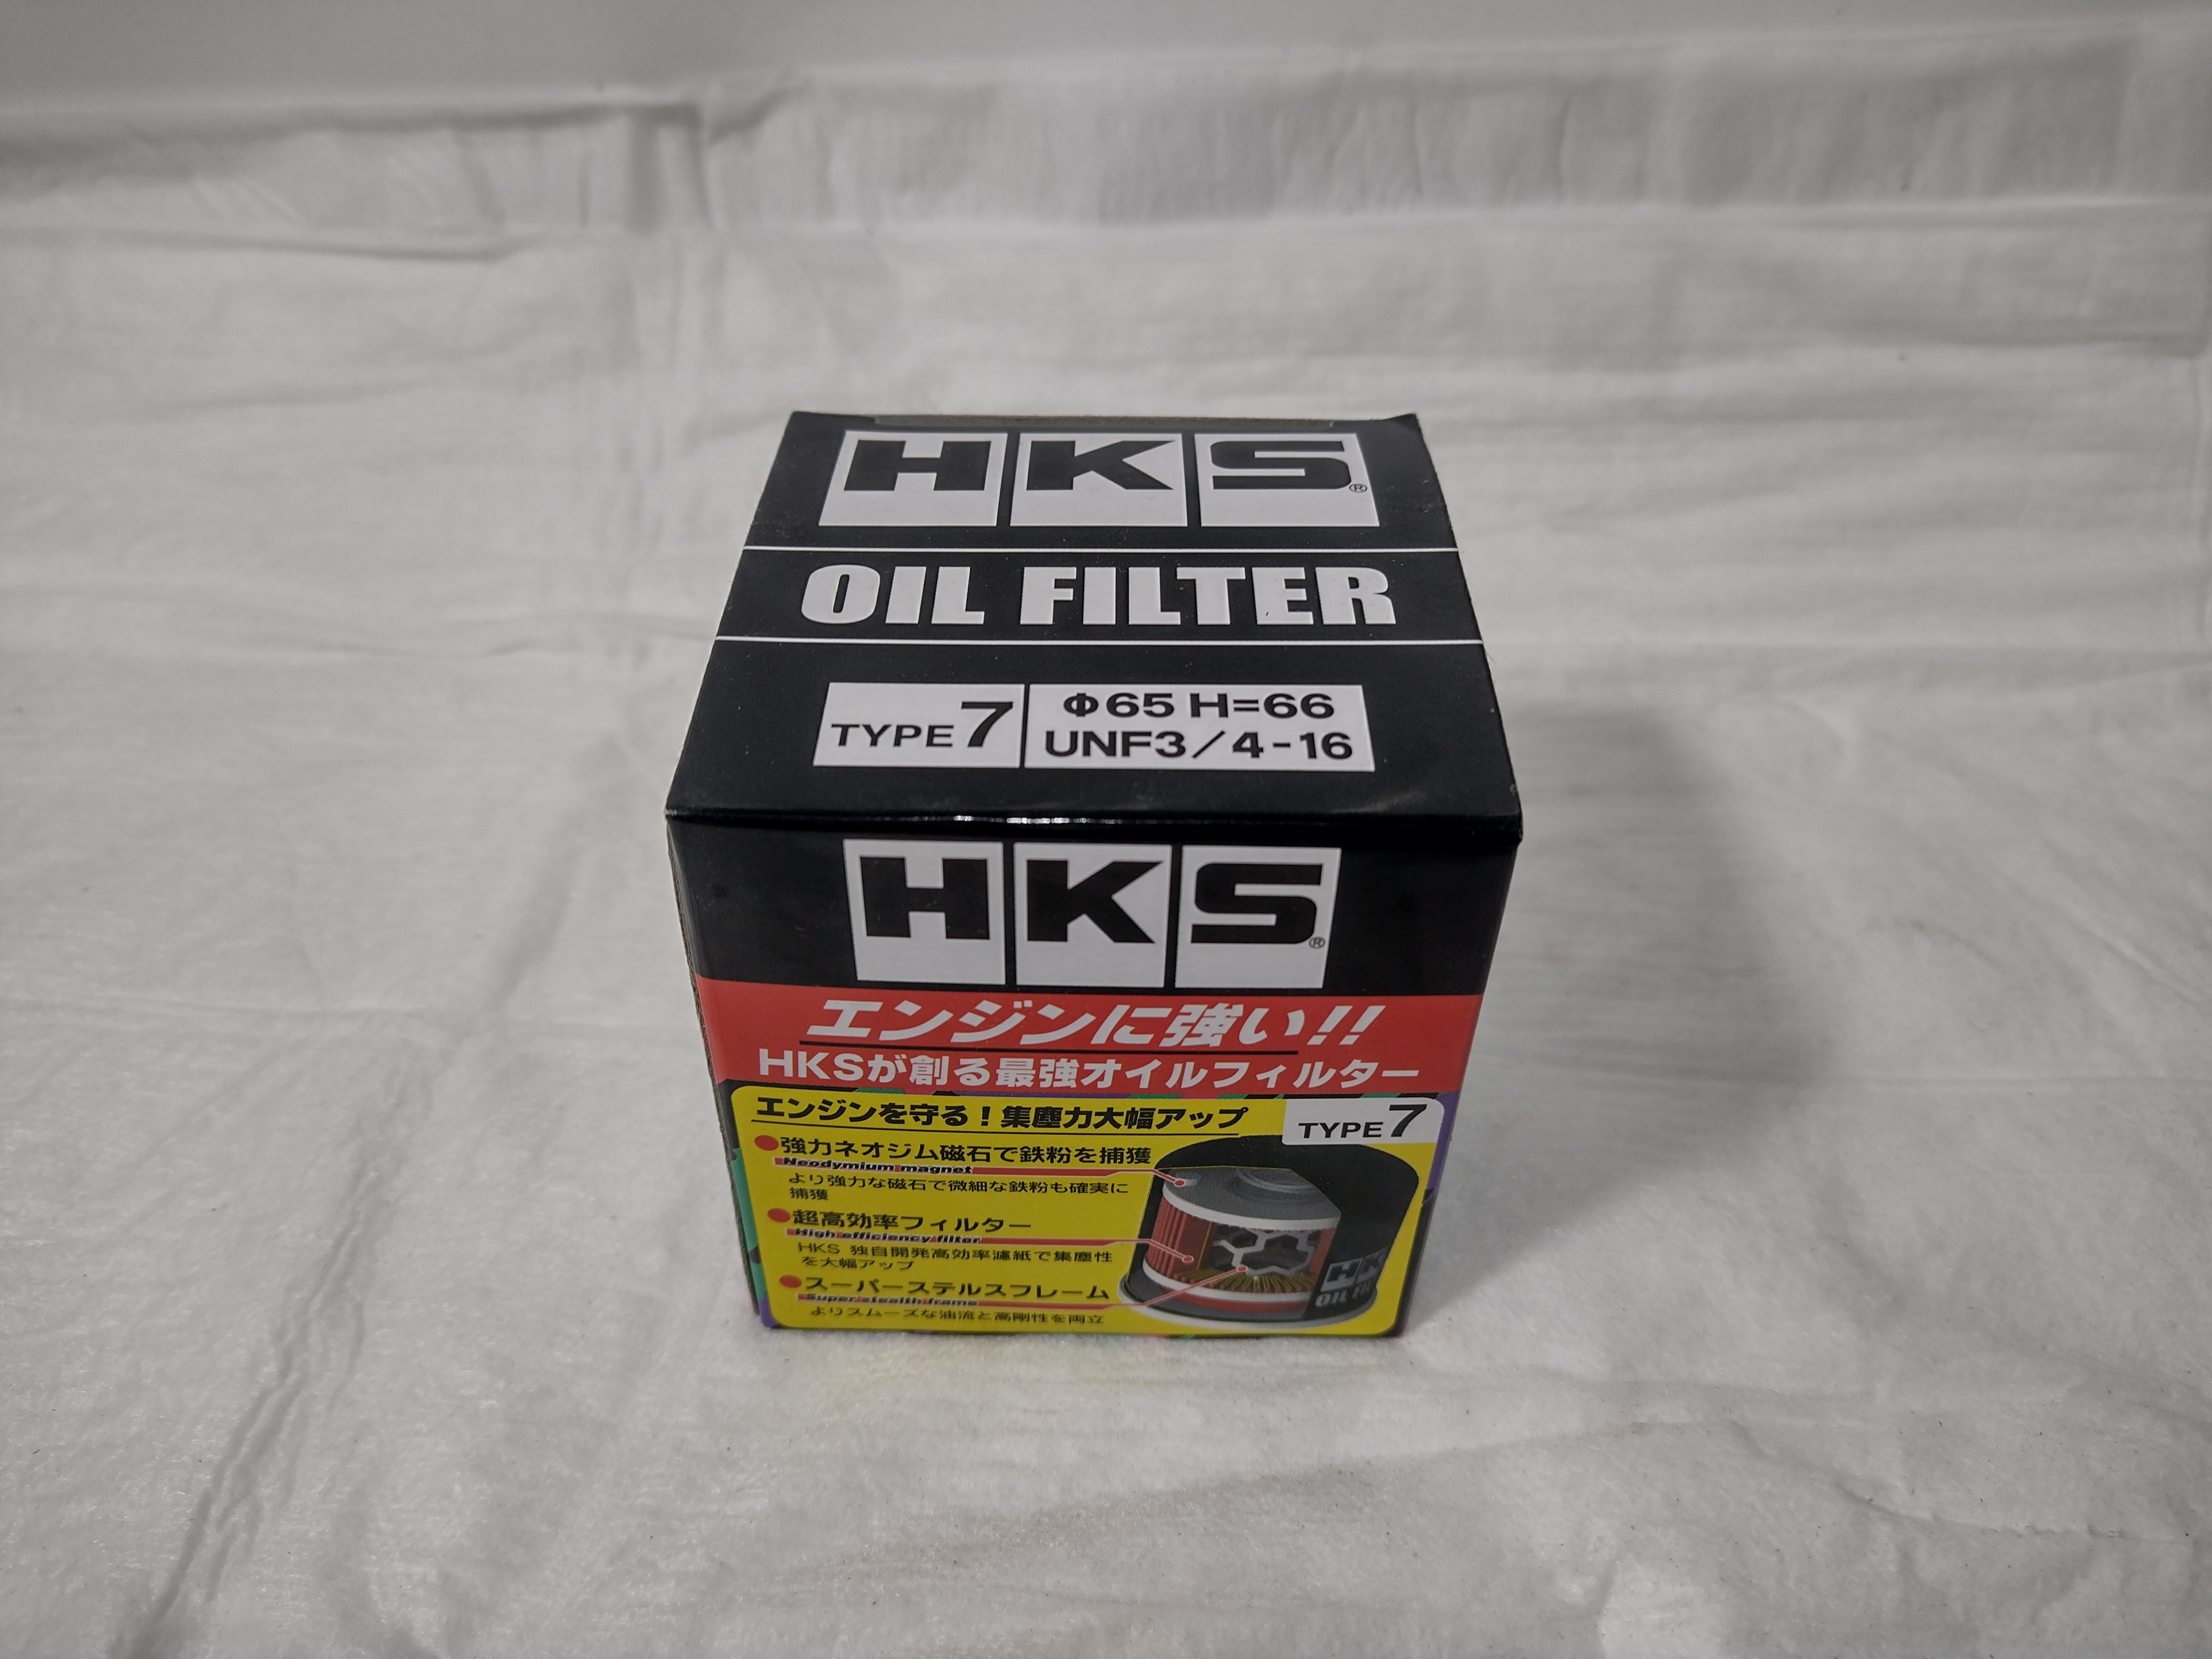 HKS®
OIL FILTER
TYPE 7
Φ65 H=66
UNF3/4-16
HKS®
エンジンに強い!!
HKSが創る最強オイルフィルター
エンジンを守る!集塵力大幅アップ
TYPE 7
●強力ネオジム磁石で鉄粉を捕獲
Neodymium magnet
より強力な磁石で微細な鉄粉も確実に
捕獲
●超高効率フィルター
High efficiency filter
HKS 独自開発高効率濾紙で集塵性
を大幅アップ
●スーパーステルスフレーム
Super stealth frame
よりスムーズな油流と高剛性を両立
HK
OIL FI